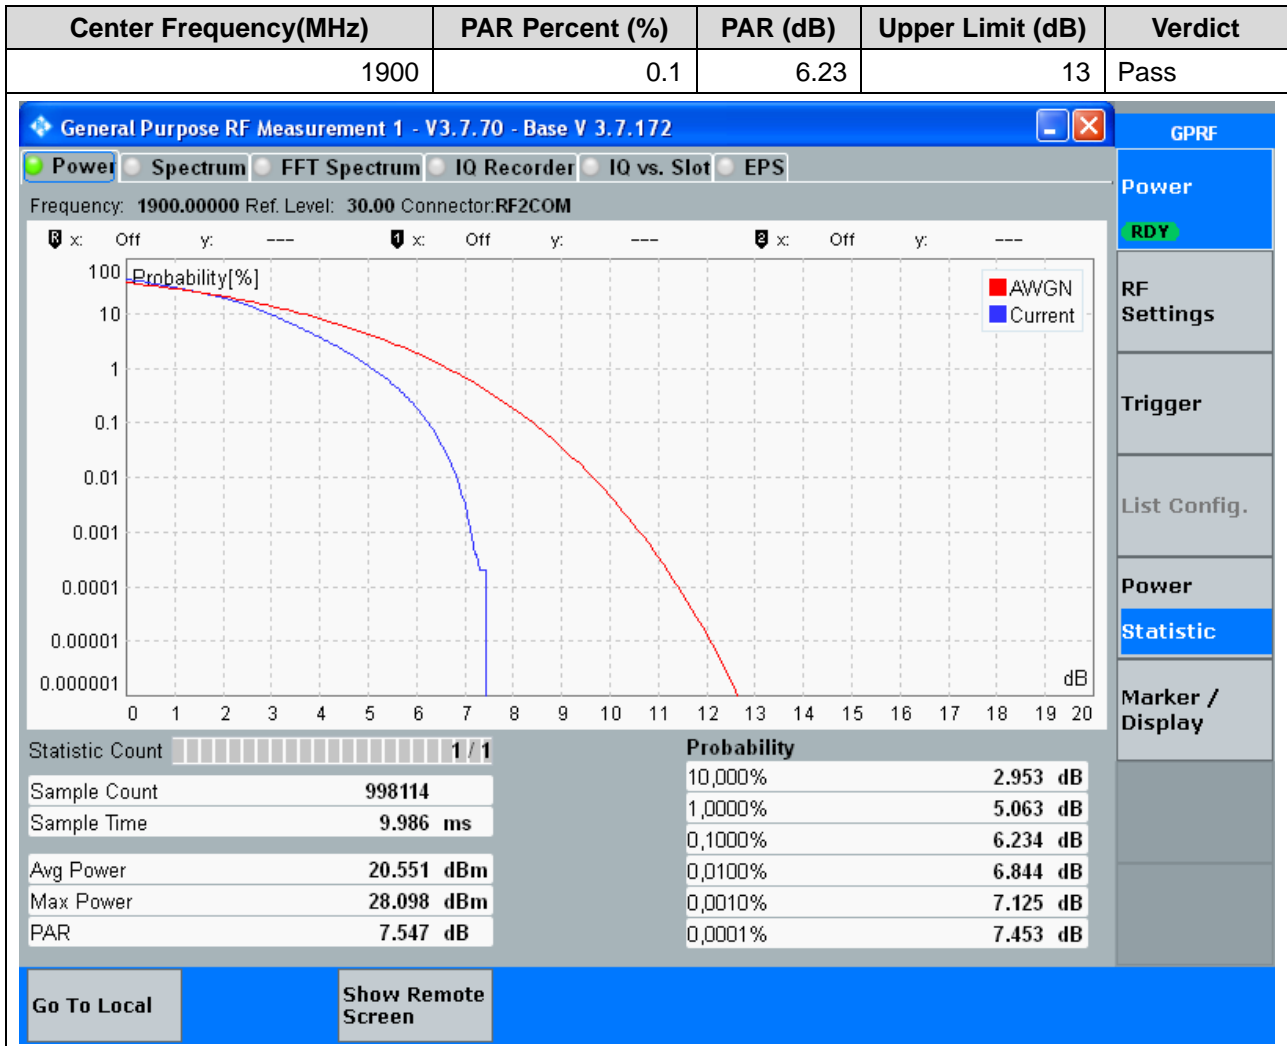 Center Frequency(MHz) PAR Percent (%) PAR (dB) Upper Limit (dB) Verdict
1900 0.1 6.23 13 Pass
General Purpose RF Measurement 1 - V3.7.70 - Base V 3.7.172
GPRF
Power Spectrum FFT Spectrum IQ Recorder IQ vs. Slot EPS
Frequency: 1900.00000 Ref. Level: 30.00 Connector:RF2COM
R x: Off y: --- 1 x: Off y: --- 2 x: Off y: ---
Probability[%]
100
10
1
0.1
0.01
0.001
0.0001
0.00001
0.000001
AWGN
Current
dB
0 1 2 3 4 5 6 7 8 9 10 11 12 13 14 15 16 17 18 19 20
Power
RDY
RF
Settings
Trigger
List Config.
Power
Statistic
Marker /
Display
Statistic Count 1 / 1
Sample Count 998114
Sample Time 9.986 ms
Avg Power 20.551 dBm
Max Power 28.098 dBm
PAR 7.547 dB
Probability
10,000% 2.953 dB
1,0000% 5.063 dB
0,1000% 6.234 dB
0,0100% 6.844 dB
0,0010% 7.125 dB
0,0001% 7.453 dB
Go To Local
Show Remote
Screen